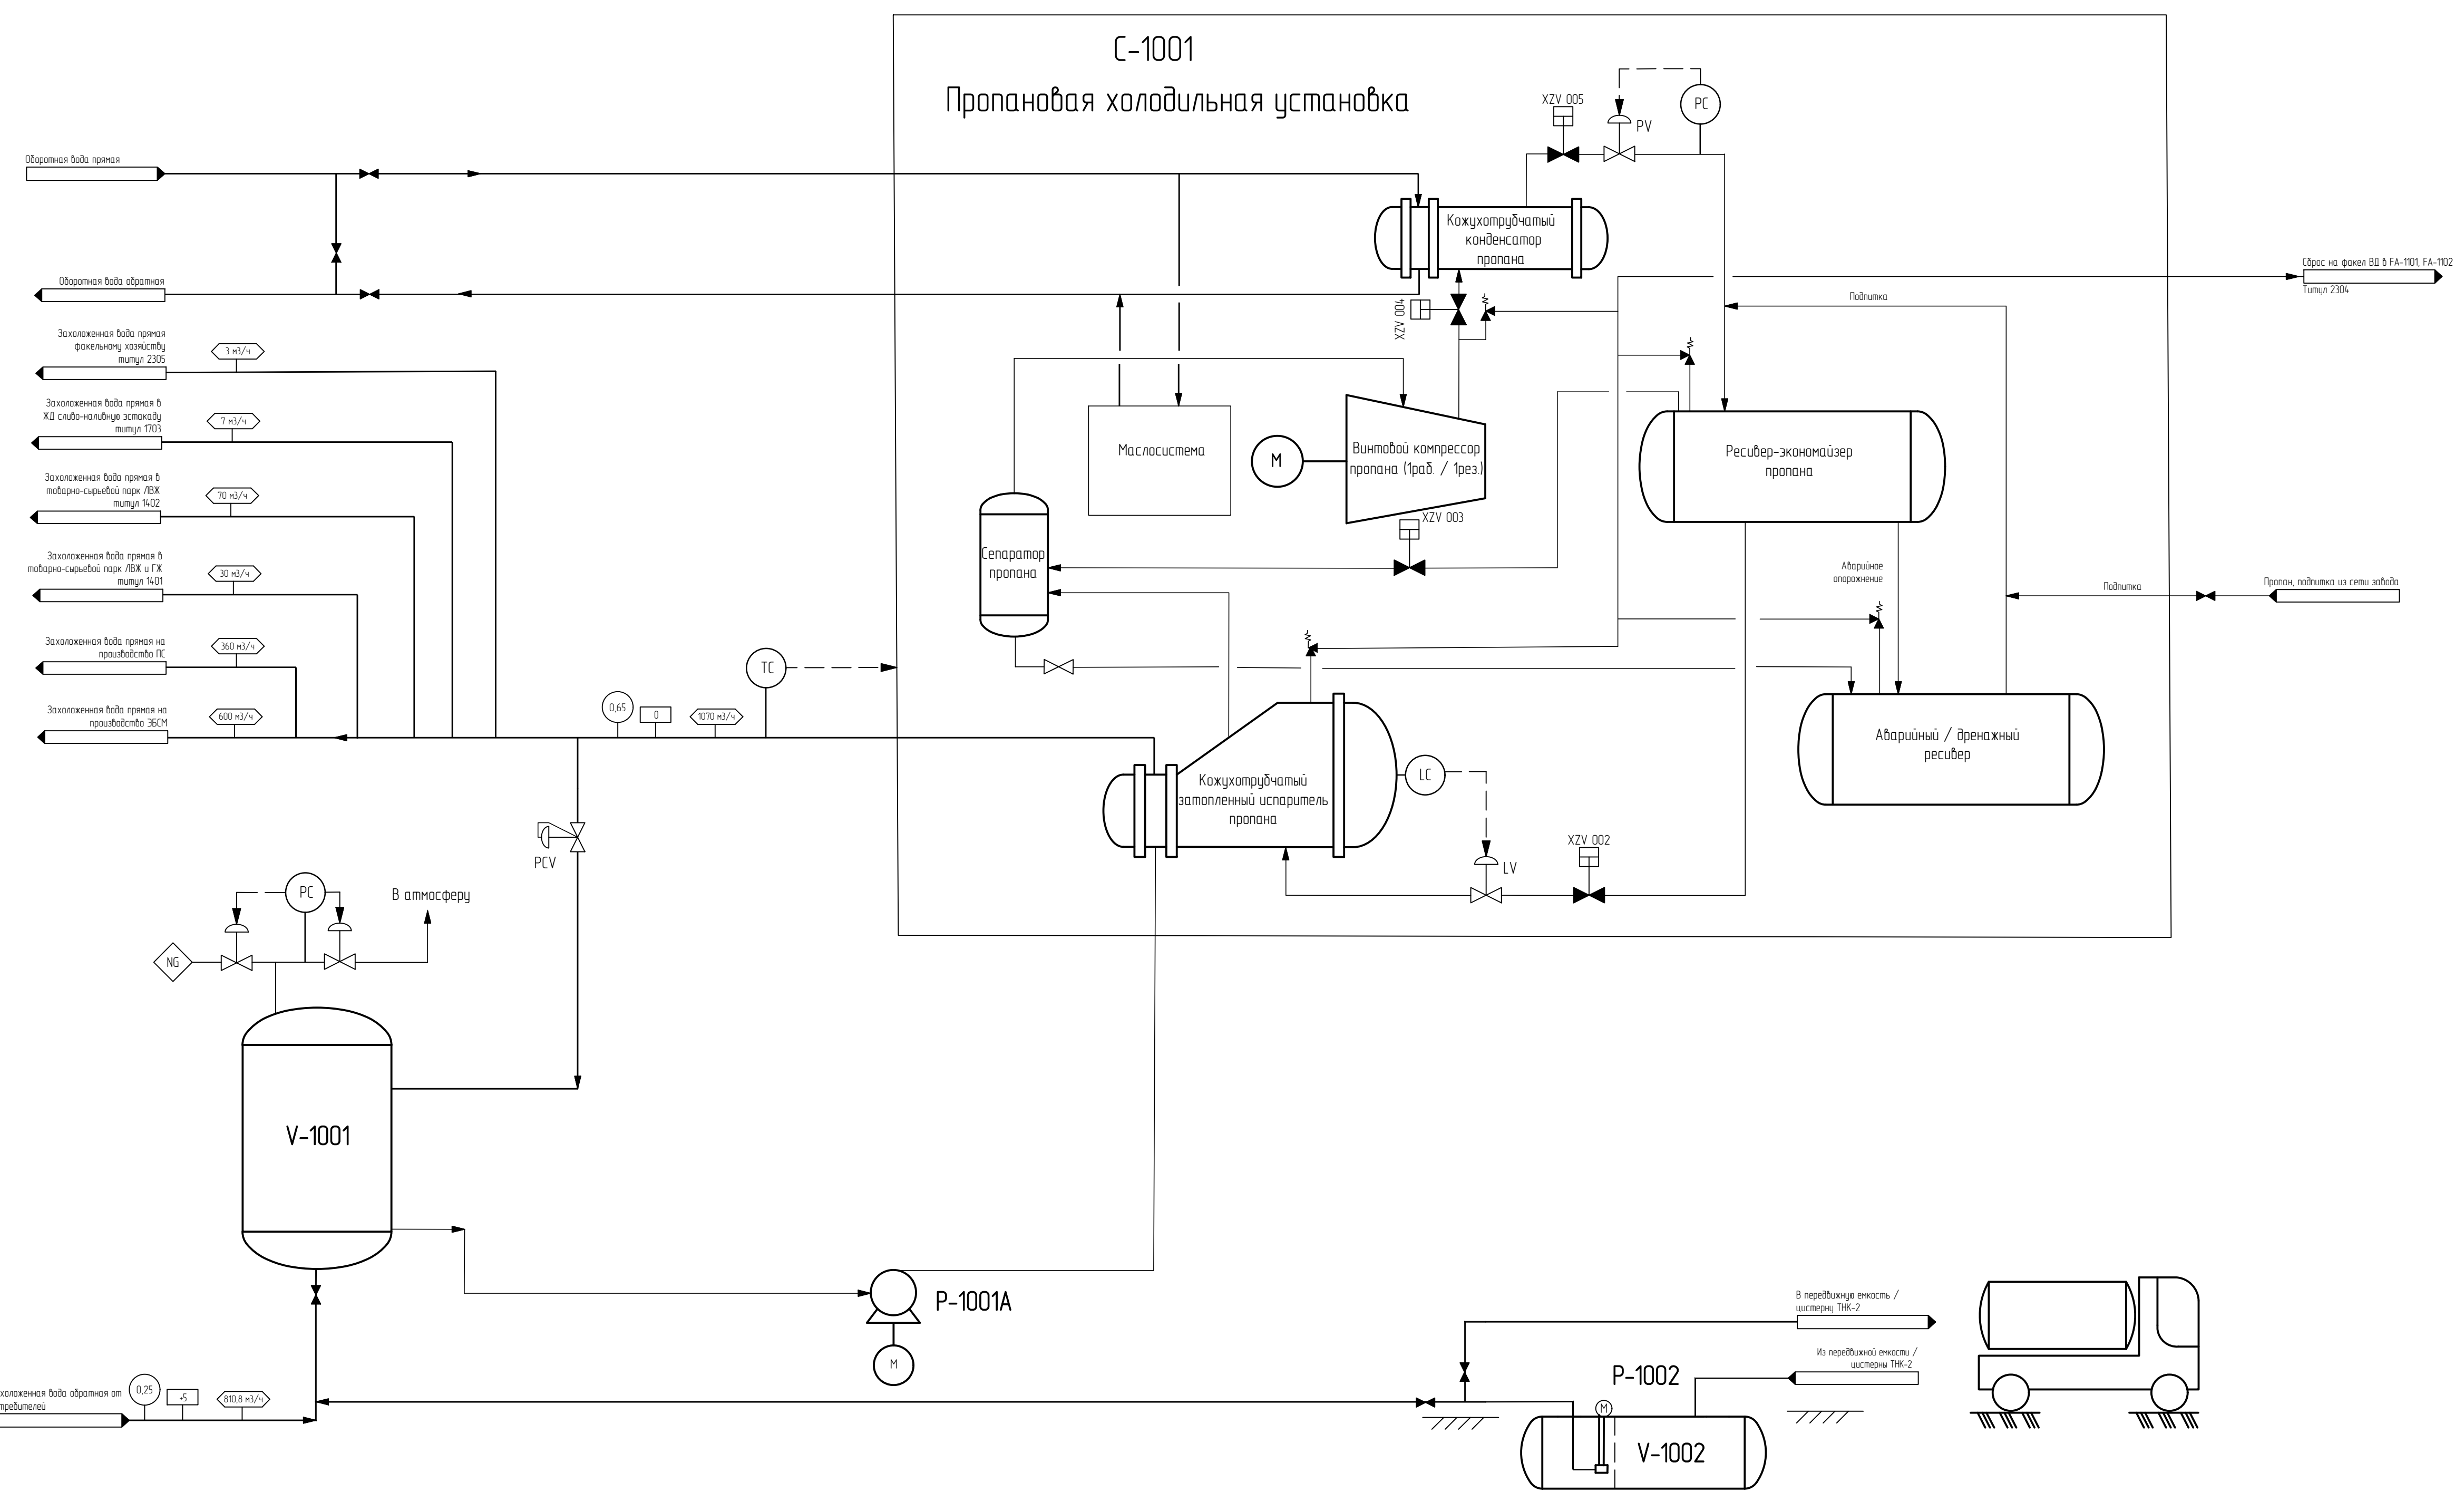 С-1001
Пропановая холодильная установка
XZV 005
PV
PC
Оборотная вода прямая
Кожухотрубчатый
конденсатор
пропана
Оборотная вода обратная
XZV 004
Сброс на факел ВД в FA-1101, FA-1102
Титул 2304
Подпитка
Захоложенная вода прямая
факельному хозяйству
титул 2305
3 м3/ч
Захоложенная вода прямая в
ЖД сливо-наливную эстакаду
титул 1703
7 м3/ч
Маслосистема
М
Винтовой компрессор
пропана (1раб. / 1рез.)
Ресивер-экономайзер
пропана
Захоложенная вода прямая в
товарно-сырьевой парк ЛВЖ
титул 1402
70 м3/ч
XZV 003
Сепаратор
пропана
Захоложенная вода прямая в
товарно-сырьевой парк ЛВЖ и ГЖ
титул 1401
30 м3/ч
Аварийное
опорожнение
Подпитка
Пропан, подпитка из сети завода
Захоложенная вода прямая на
производство ПС
360 м3/ч
TC
Захоложенная вода прямая на
производство ЭБСМ
600 м3/ч
0,65
0
1070 м3/ч
Аварийный / дренажный
ресивер
Кожухотрубчатый
затопленный испаритель
пропана
LC
XZV 002
LV
PCV
PC
В атмосферу
NG
V-1001
P-1001A
М
В передвижную емкость /
цистерну ТНК-2
Из передвижной емкости /
цистерны ТНК-2
P-1002
М
V-1002
холоженная вода обратная от
требителей
0,25
+5
810,8 м3/ч